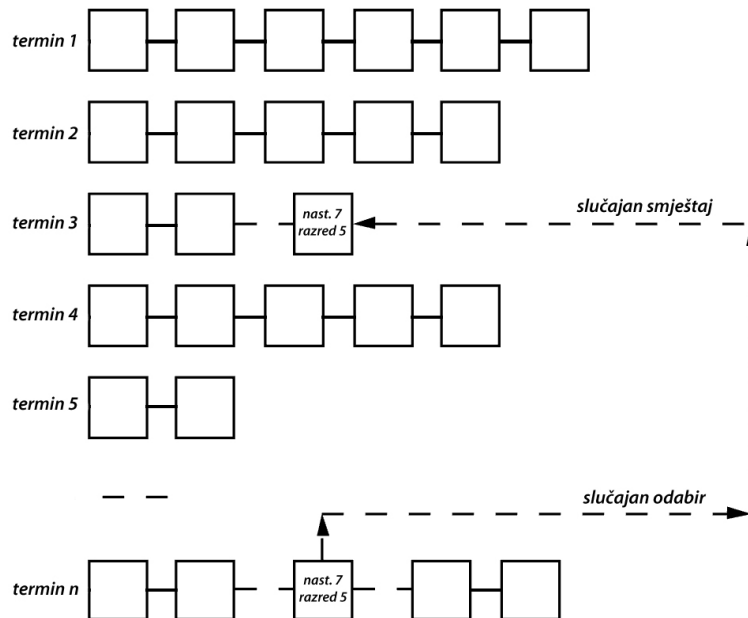 termin 1
termin 2
termin 3
nast. 7
razred 5
slučajan smještaj
termin 4
termin 5
slučajan odabir
termin n
nast. 7
razred 5